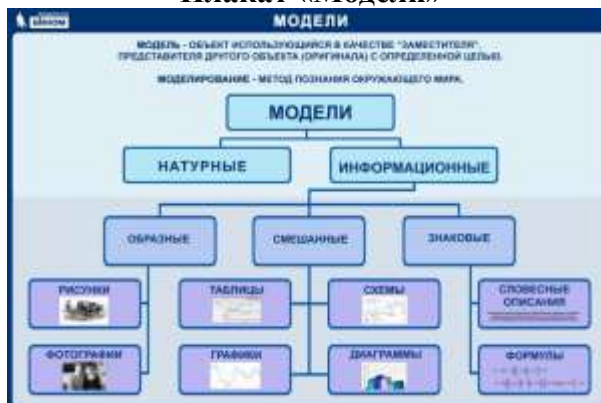 Плакат «Модели»
БИНОМ
МОДЕЛИ
МОДЕЛЬ - ОБЪЕКТ ИСПОЛЬЗУЮЩИЙСЯ В КАЧЕСТВЕ "ЗАМЕСТИТЕЛЯ",
ПРЕДСТАВИТЕЛЯ ДРУГОГО ОБЪЕКТА (ОРИГИНАЛА) С ОПРЕДЕЛЕННОЙ ЦЕЛЬЮ.
МОДЕЛИРОВАНИЕ - МЕТОД ПОЗНАНИЯ ОКРУЖАЮЩЕГО МИРА.
МОДЕЛИ
НАТУРНЫЕ
ИНФОРМАЦИОННЫЕ
ОБРАЗНЫЕ
СМЕШАННЫЕ
ЗНАКОВЫЕ
РИСУНКИ
ТАБЛИЦЫ
СХЕМЫ
СЛОВЕСНЫЕ
ОПИСАНИЯ
ФОТОГРАФИИ
ГРАФИКИ
ДИАГРАММЫ
ФОРМУЛЫ